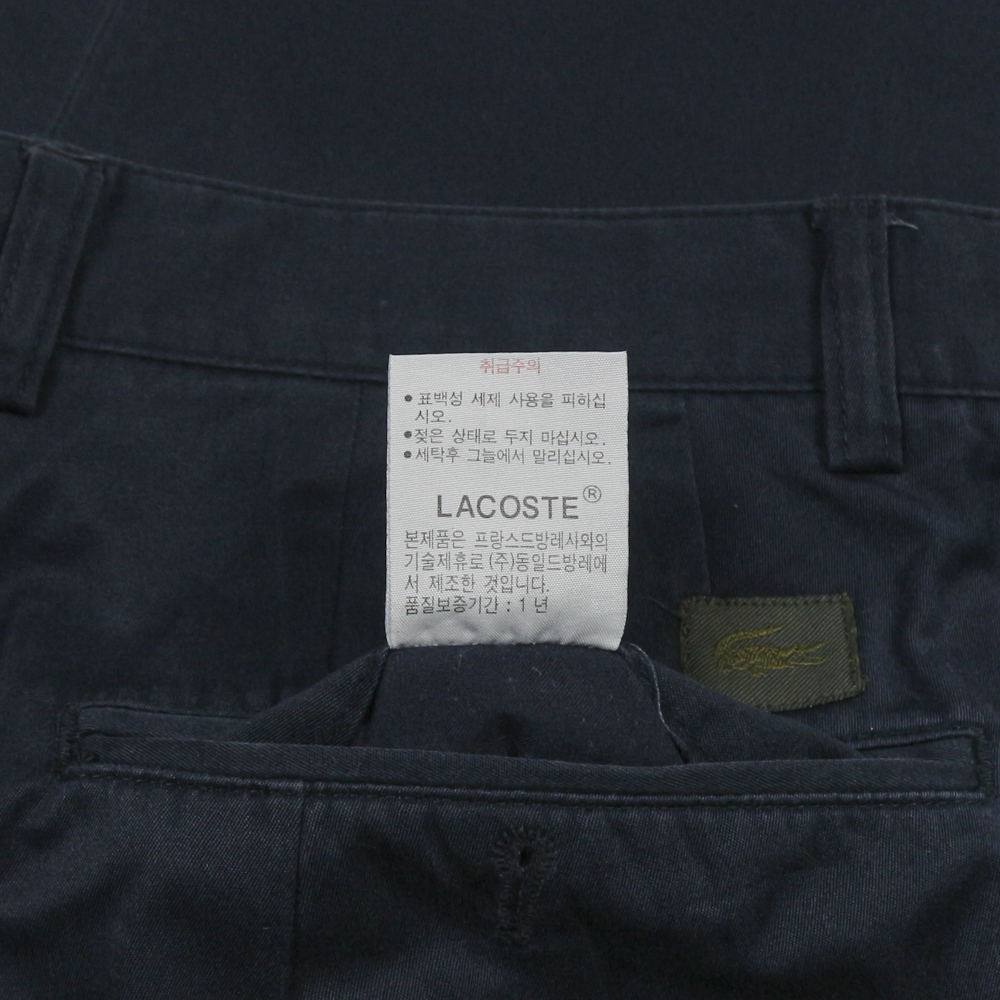 취급주의
● 표백성 세제 사용을 피하십
시오.
● 젖은 상태로 두지 마십시오.
● 세탁후 그늘에서 말리십시오.
LACOSTE®
본제품은 프랑스드방레사와의
기술제휴로 (주)동일드방레에
서 제조한 것입니다.
품질보증기간 : 1 년